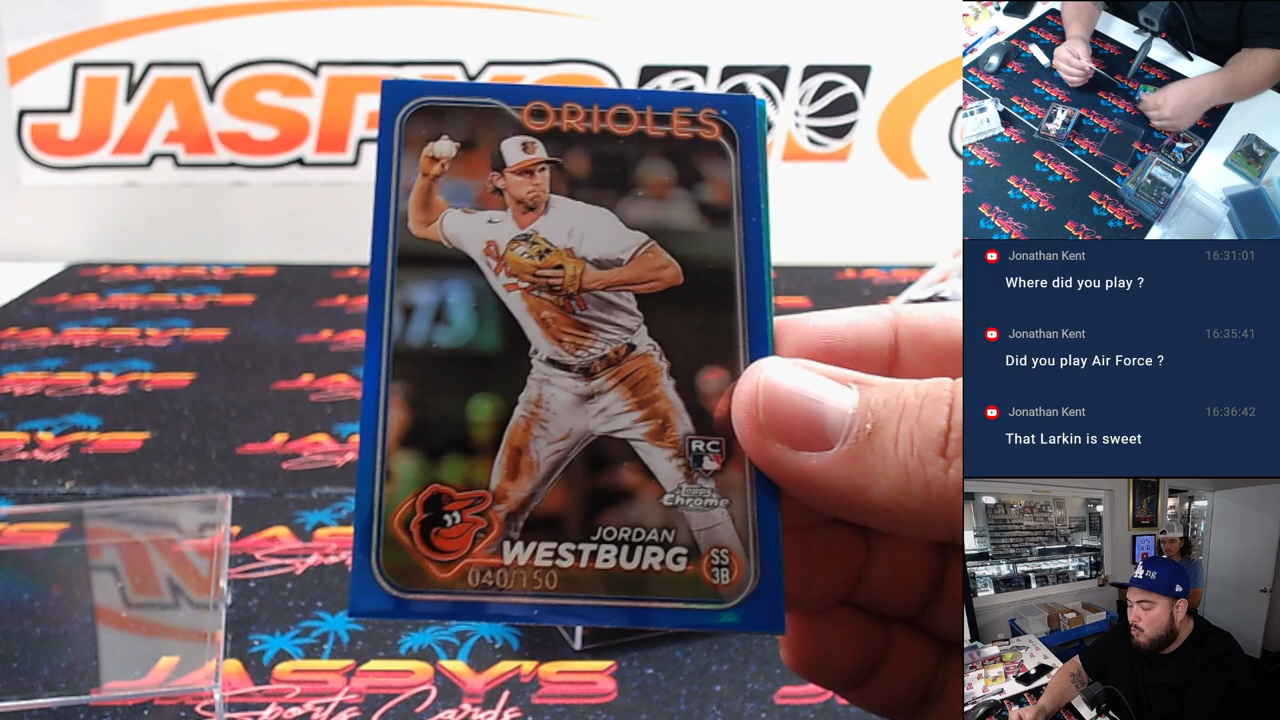 JASPY'S
ORIOLES
RC
Topps
Chrome
JORDAN
WESTBURG
SS
3B
040/150
JASPY'S
Sports Cards
Jonathan Kent
16:31:01
Where did you play ?
Jonathan Kent
16:35:41
Did you play Air Force ?
Jonathan Kent
16:36:42
That Larkin is sweet
LA